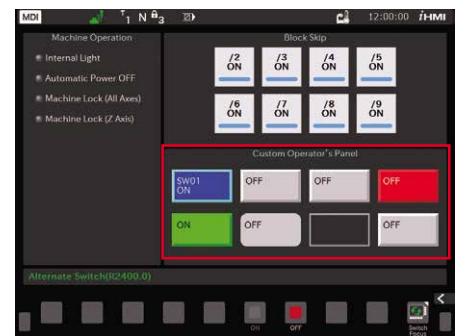 MDI
T1 N ⁿ3
12:00:00 iHMI
Machine Operation
Internal Light
Automatic Power OFF
Machine Lock (All Axes)
Machine Lock (Z Axis)
Block Skip
/2 ON
/3 ON
/4 ON
/5 ON
/6 ON
/7 ON
/8 ON
/9 ON
Custom Operator's Panel
SW01 ON
OFF
OFF
OFF
ON
OFF
OFF
Alternate Switch(R2400.0)
ON
OFF
Switch Focus